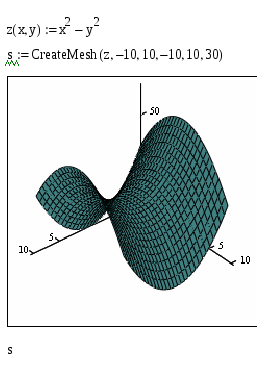 z(x,y) := x² − y²
s := CreateMesh(z, −10, 10, −10, 10, 30)
50
10
5
5
10
s